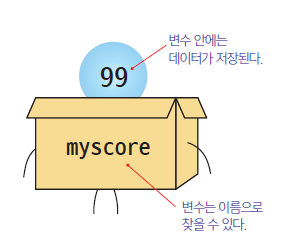 변수 안에는
데이터가 저장된다.
99
myscore
변수는 이름으로
찾을 수 있다.